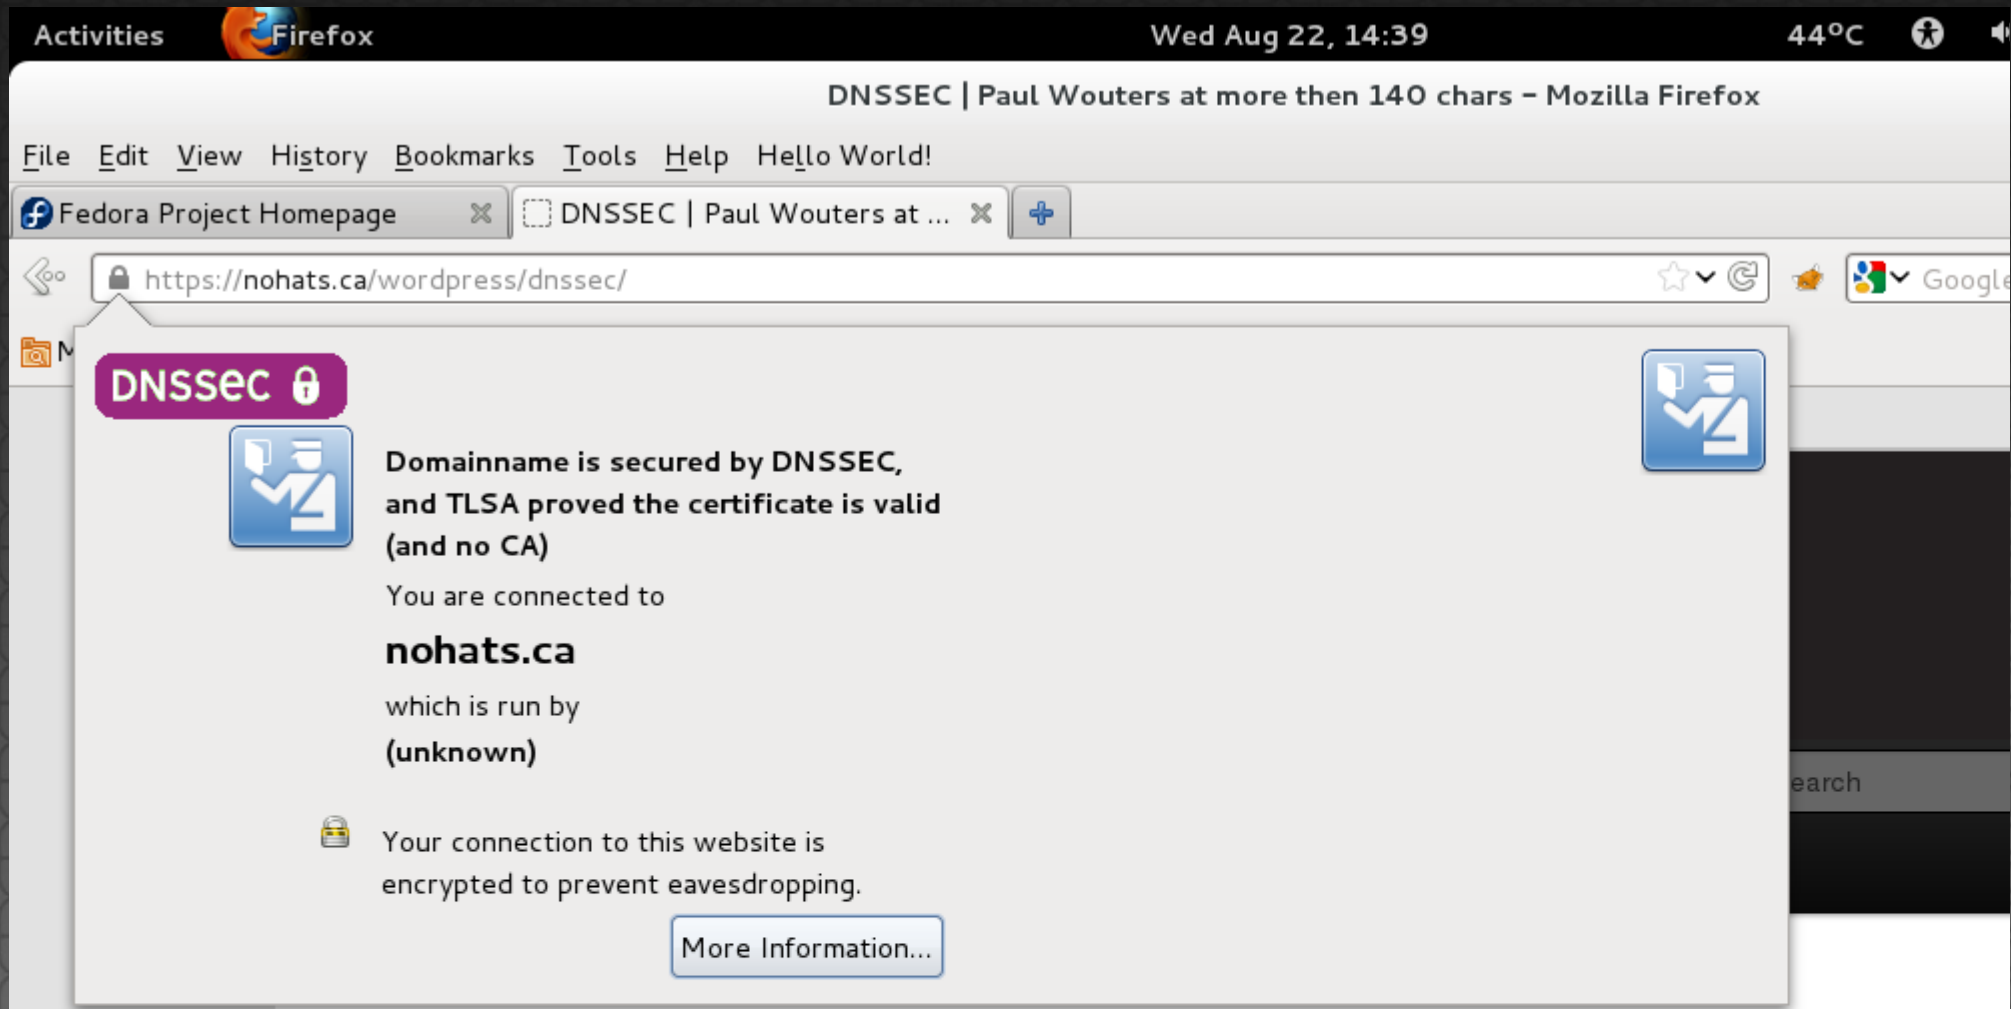 Activities Firefox Wed Aug 22, 14:39 44°C
DNSSEC | Paul Wouters at more then 140 chars - Mozilla Firefox
File Edit View History Bookmarks Tools Help Hello World!
Fedora Project Homepage DNSSEC | Paul Wouters at ...
https://nohats.ca/wordpress/dnssec/ Google
M
DNSSEC
Domainname is secured by DNSSEC,
and TLSA proved the certificate is valid
(and no CA)
You are connected to
nohats.ca
which is run by
(unknown)
earch
Your connection to this website is
encrypted to prevent eavesdropping.
More Information...